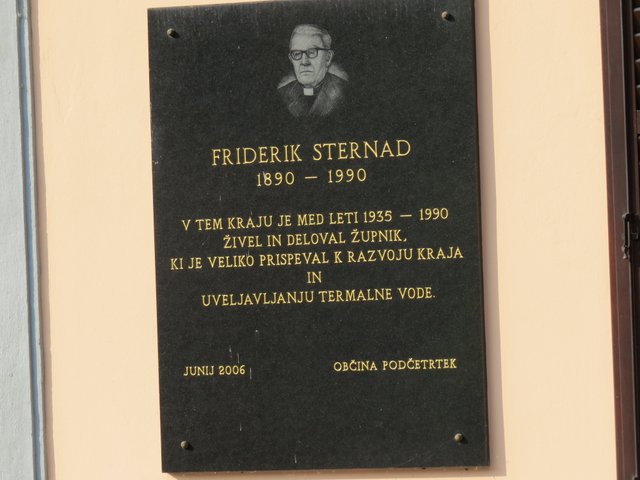 FRIDERIK STERNAD
1890 – 1990
V TEM KRAJU JE MED LETI 1935 – 1990
ŽIVEL IN DELOVAL ŽUPNIK,
KI JE VELIKO PRISPEVAL K RAZVOJU KRAJA
IN
UVELJAVLJANJU TERMALNE VODE.
JUNIJ 2006 OBČINA PODČETRTEK